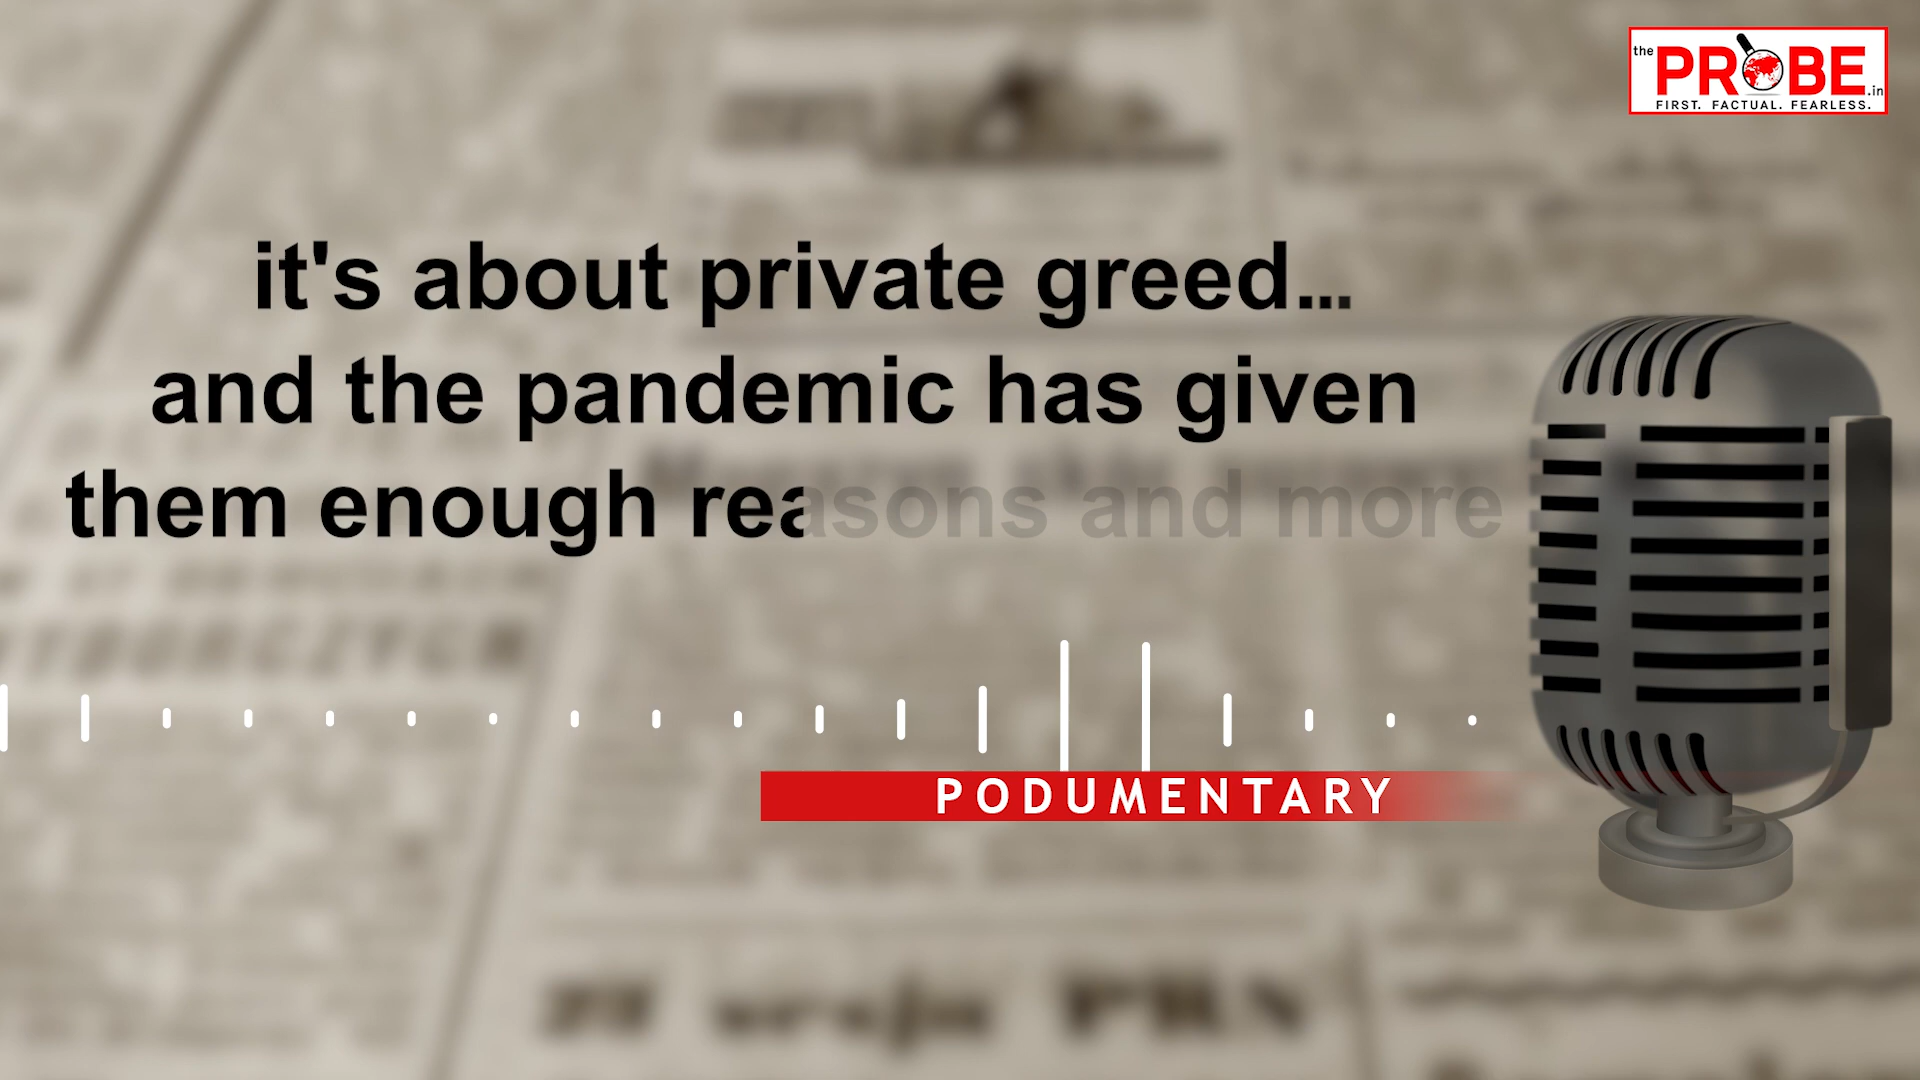 the PROBE.in
FIRST. FACTUAL. FEARLESS.
it's about private greed...
and the pandemic has given
them enough reasons and more
PODUMENTARY